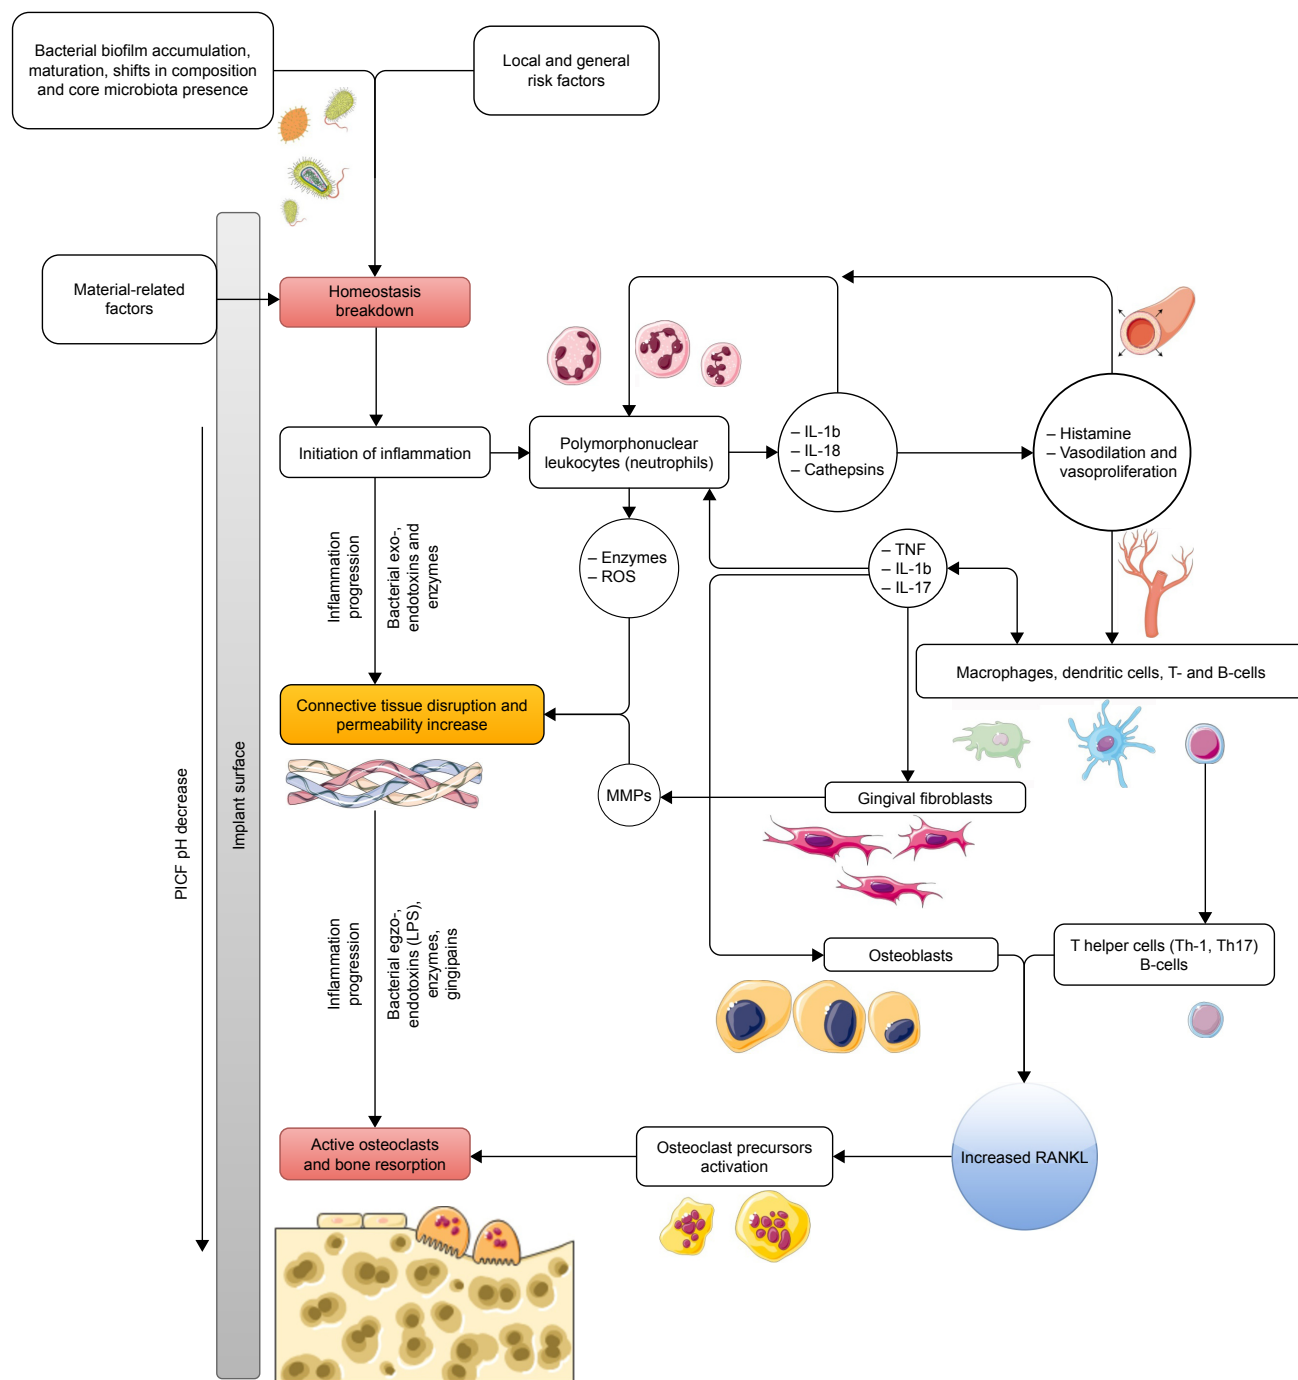 Bacterial biofilm accumulation,
maturation, shifts in composition
and core microbiota presence
Local and general
risk factors
Material-related
factors
Homeostasis
breakdown
Initiation of inflammation
Polymorphonuclear
leukocytes (neutrophils)
– IL-1b
– IL-18
– Cathepsins
– Histamine
– Vasodilation and
vasoproliferation
Inflammation
progression
Bacterial exo-,
endotoxins and
enzymes
– Enzymes
– ROS
– TNF
– IL-1b
– IL-17
Macrophages, dendritic cells, T- and B-cells
Connective tissue disruption and
permeability increase
MMPs
Gingival fibroblasts
PICF pH decrease
Implant surface
Inflammation
progression
Bacterial egzo-,
endotoxins (LPS),
enzymes,
gingipains
Osteoblasts
T helper cells (Th-1, Th17)
B-cells
Active osteoclasts
and bone resorption
Osteoclast precursors
activation
Increased RANKL